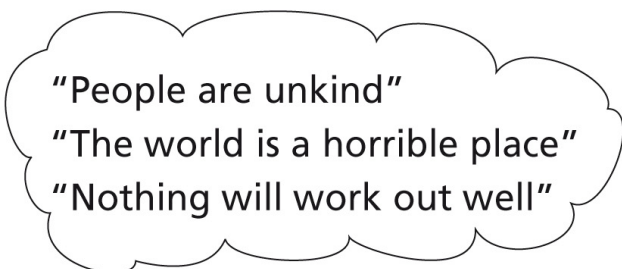 “People are unkind”
“The world is a horrible place”
“Nothing will work out well”